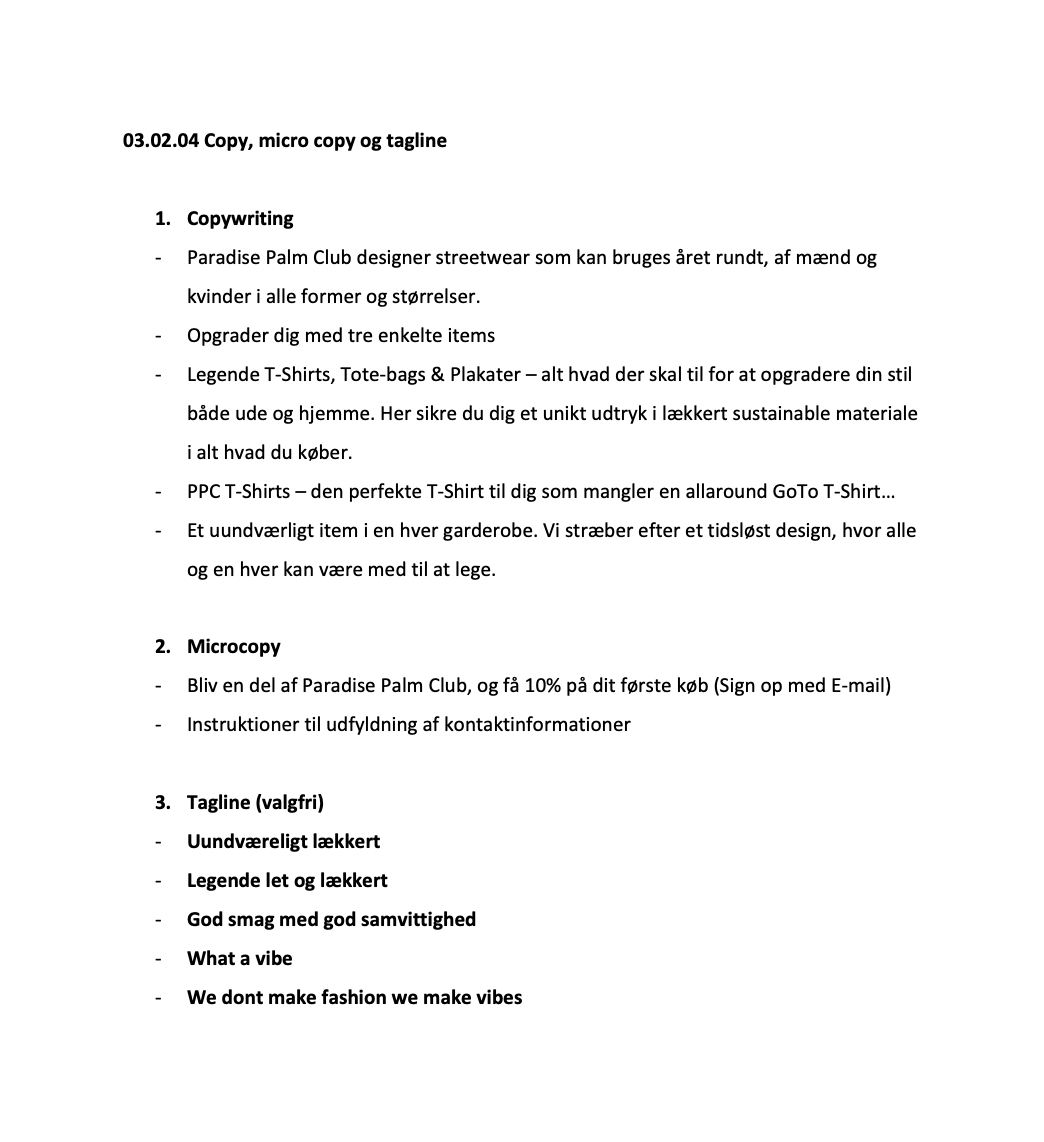 03.02.04 Copy, micro copy og tagline
1. Copywriting
- Paradise Palm Club designer streetwear som kan bruges året rundt, af mænd og
kvinder i alle former og størrelser.
- Opgrader dig med tre enkelte items
- Legende T-Shirts, Tote-bags & Plakater – alt hvad der skal til for at opgradere din stil
både ude og hjemme. Her sikre du dig et unikt udtryk i lækkert sustainable materiale
i alt hvad du køber.
- PPC T-Shirts – den perfekte T-Shirt til dig som mangler en allaround GoTo T-Shirt...
- Et uundværligt item i en hver garderobe. Vi stræber efter et tidsløst design, hvor alle
og en hver kan være med til at lege.
2. Microcopy
- Bliv en del af Paradise Palm Club, og få 10% på dit første køb (Sign op med E-mail)
- Instruktioner til udfyldning af kontaktinformationer
3. Tagline (valgfri)
- Uundværeligt lækkert
- Legende let og lækkert
- God smag med god samvittighed
- What a vibe
- We dont make fashion we make vibes